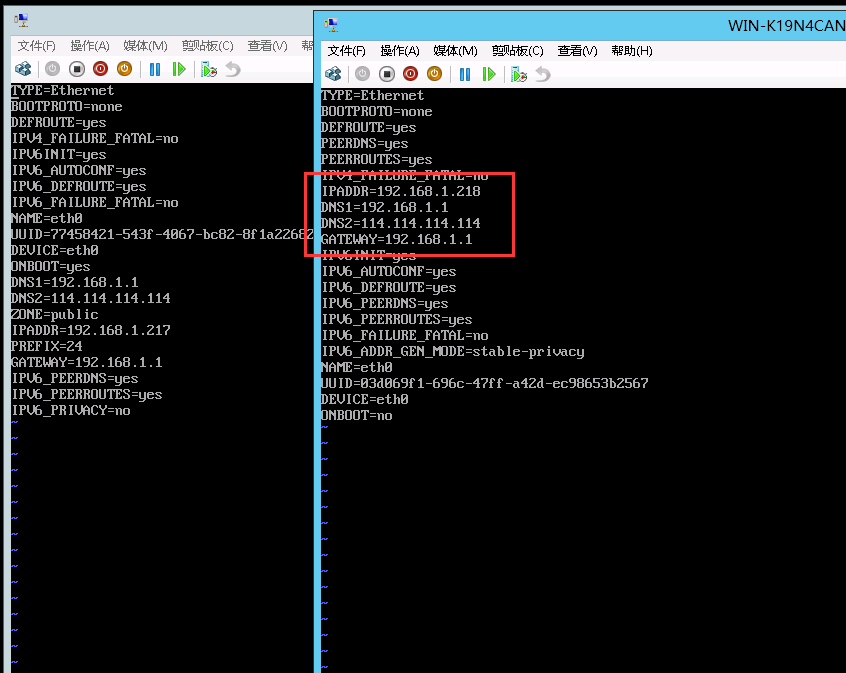 文件(F) 操作(A) 媒体(M) 剪贴板(C) 查看(V) 帮
TYPE=Ethernet
BOOTPROTO=none
DEFROUTE=yes
IPV4_FAILURE_FATAL=no
IPV6INIT=yes
IPV6_AUTOCONF=yes
IPV6_DEFROUTE=yes
IPV6_FAILURE_FATAL=no
NAME=eth0
UUID=77458421-543f-4067-bc82-8f1a22682
DEVICE=eth0
ONBOOT=yes
DNS1=192.168.1.1
DNS2=114.114.114.114
ZONE=public
IPADDR=192.168.1.217
PREFIX=24
GATEWAY=192.168.1.1
IPV6_PEERDNS=yes
IPV6_PEERROUTES=yes
IPV6_PRIVACY=no
WIN-K19N4CAN
文件(F) 操作(A) 媒体(M) 剪贴板(C) 查看(V) 帮助(H)
TYPE=Ethernet
BOOTPROTO=none
DEFROUTE=yes
PEERDNS=yes
PEERROUTES=yes
IPV4_FAILURE_FATAL=no
IPADDR=192.168.1.218
DNS1=192.168.1.1
DNS2=114.114.114.114
GATEWAY=192.168.1.1
IPV6INIT=yes
IPV6_AUTOCONF=yes
IPV6_DEFROUTE=yes
IPV6_PEERDNS=yes
IPV6_PEERROUTES=yes
IPV6_FAILURE_FATAL=no
IPV6_ADDR_GEN_MODE=stable-privacy
NAME=eth0
UUID=03d069f1-696c-47ff-a42d-ec98653b2567
DEVICE=eth0
ONBOOT=no